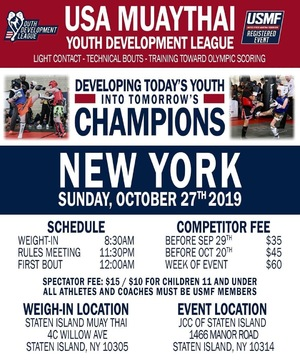 YOUTH
DEVELOPMENT
LEAGUE
USA MUAYTHAI
YOUTH DEVELOPMENT LEAGUE
LIGHT CONTACT - TECHNICAL BOUTS - TRAINING TOWARD OLYMPIC SCORING
USMF
REGISTERED
EVENT
DEVELOPING TODAY'S YOUTH
INTO TOMORROW'S
CHAMPIONS
NEW YORK
SUNDAY, OCTOBER 27TH 2019
SCHEDULE
WEIGH-IN 8:30AM
RULES MEETING 11:30PM
FIRST BOUT 12:00AM
COMPETITOR FEE
BEFORE SEP 29TH $35
BEFORE OCT 20TH $45
WEEK OF EVENT $60
SPECTATOR FEE: $15 / $10 FOR CHILDREN 11 AND UNDER
ALL ATHLETES AND COACHES MUST BE USMF MEMBERS
WEIGH-IN LOCATION
STATEN ISLAND MUAY THAI
4C WILLOW AVE
STATEN ISLAND, NY 10305
EVENT LOCATION
JCC OF STATEN ISLAND
1466 MANOR ROAD
STATEN ISLAND, NY 10314